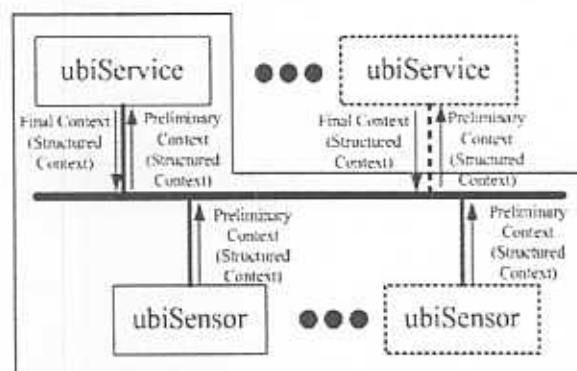 ubiService
ubiService
Final Context
(Structured
Context)
Preliminary
Context
(Structured
Context)
Final Context
(Structured
Context)
Preliminary
Context
(Structured
Context)
Preliminary
Context
(Structured
Context)
Preliminary
Context
(Structured
Context)
ubiSensor
ubiSensor